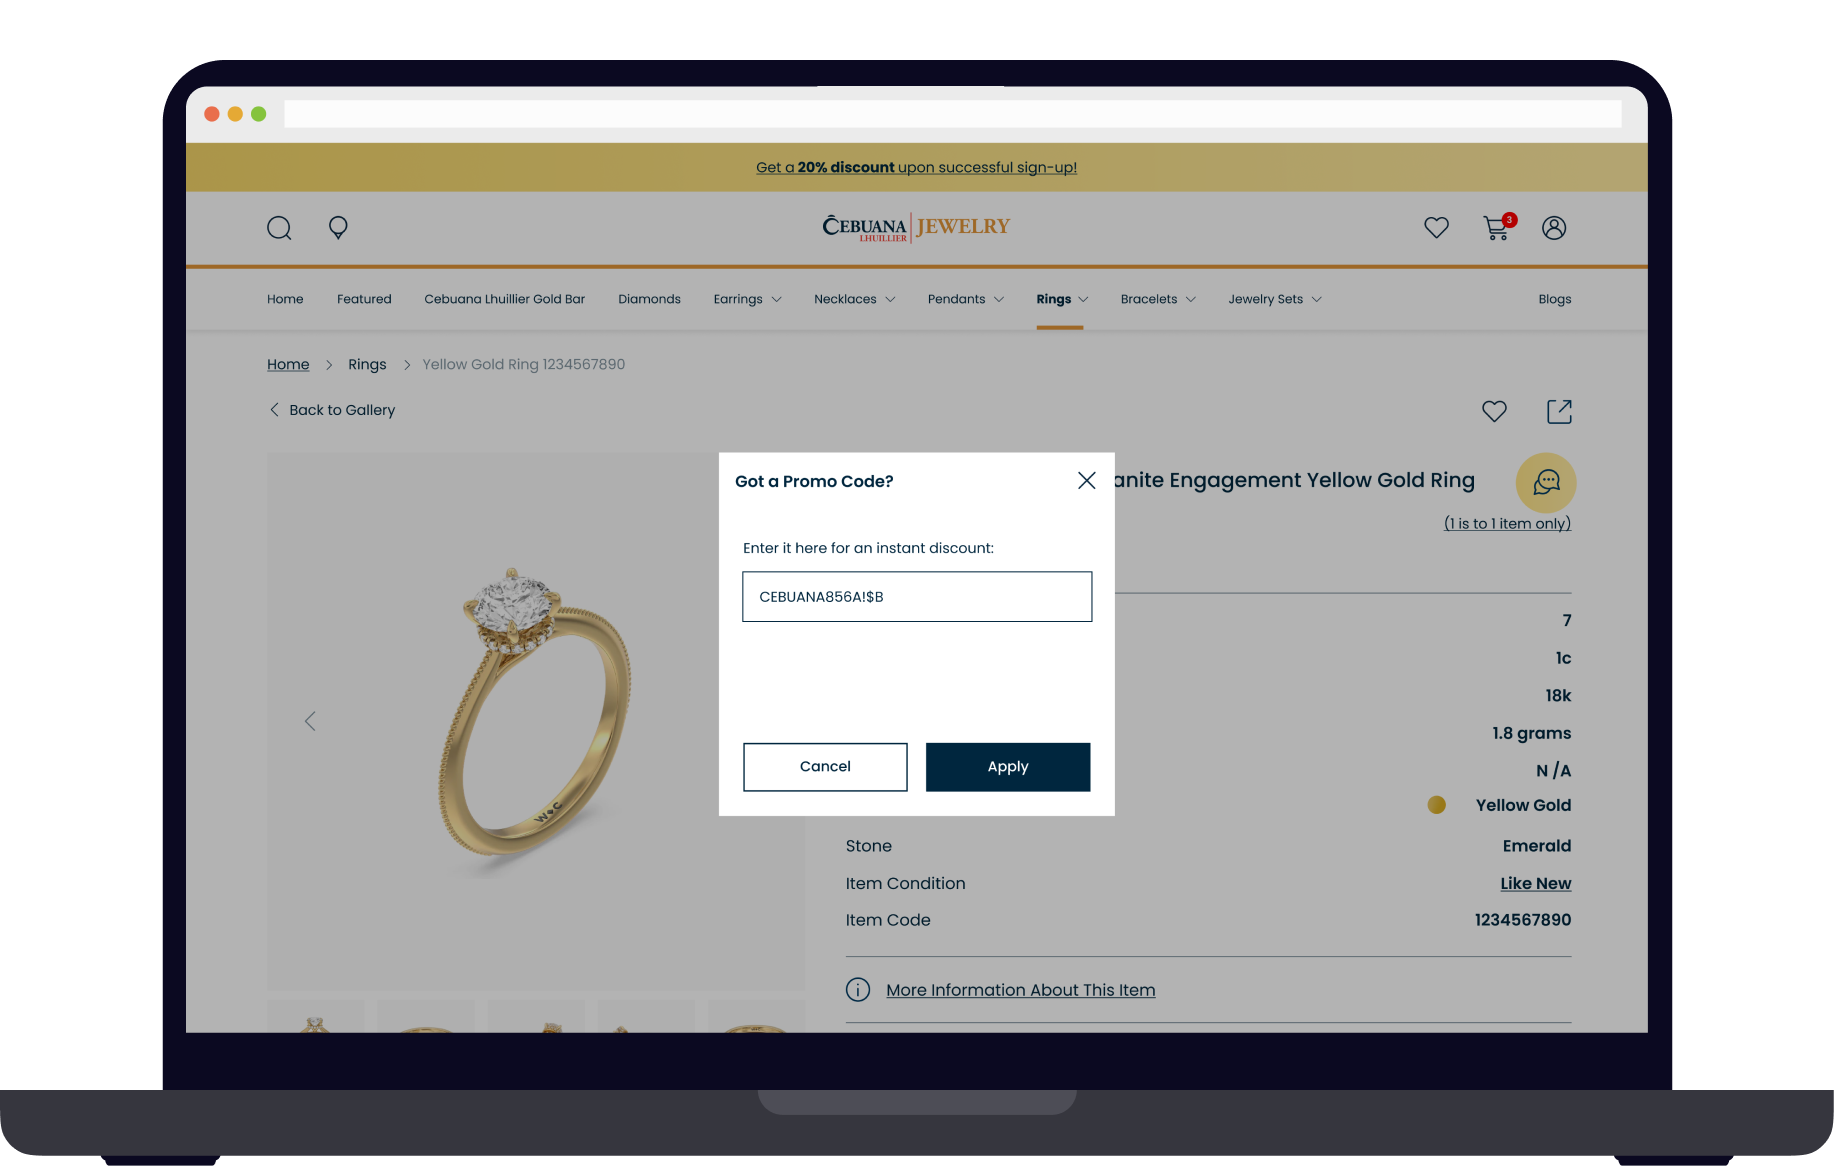 Get a 20% discount upon successful sign-up!
CEBUANA LHUILLIER JEWELRY
3
Home Featured Cebuana Lhuillier Gold Bar Diamonds Earrings Necklaces Pendants Rings Bracelets Jewelry Sets Blogs
Home > Rings > Yellow Gold Ring 1234567890
Back to Gallery
Got a Promo Code?
Engagement Yellow Gold Ring
(1 is to 1 item only)
Enter it here for an instant discount:
CEBUANA856A!$B
7
1c
18k
1.8 grams
Cancel Apply
N /A
Yellow Gold
W C
Stone Emerald
Item Condition Like New
Item Code 1234567890
More Information About This Item